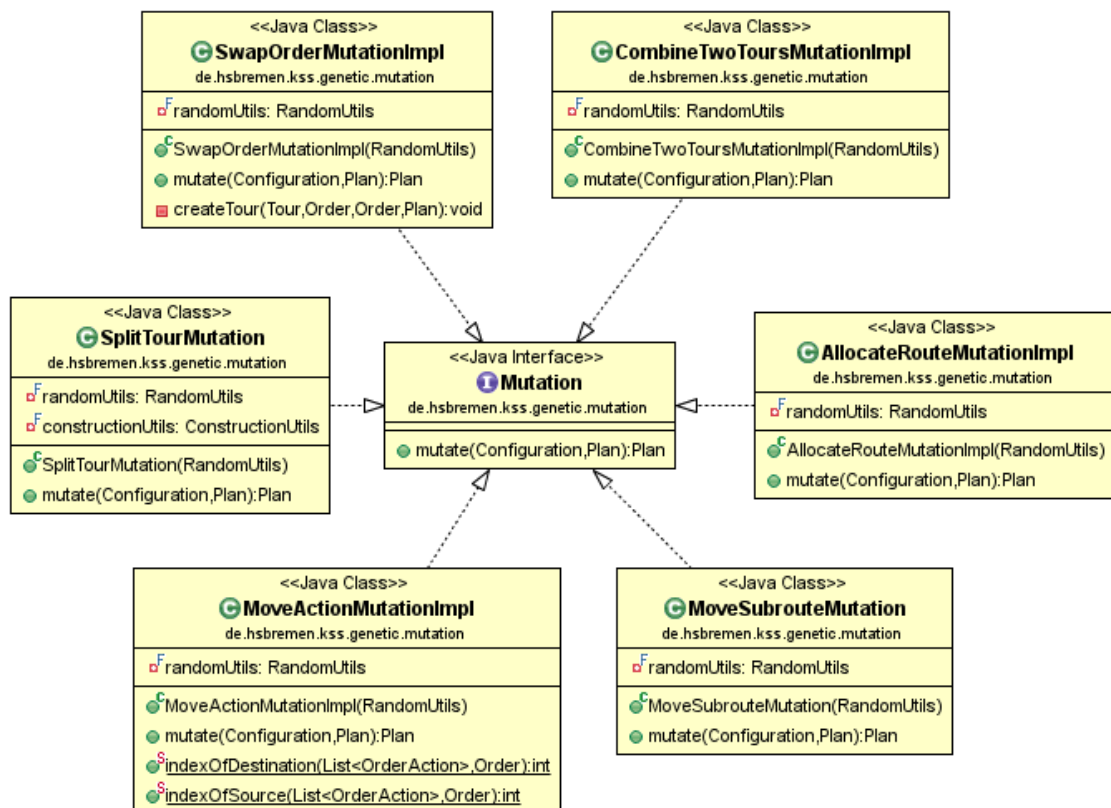 <<Java Class>>
SwapOrderMutationImpl
de.hsbremen.kss.genetic.mutation
F randomUtils: RandomUtils
C SwapOrderMutationImpl(RandomUtils)
mutate(Configuration,Plan):Plan
createTour(Tour,Order,Order,Plan):void
<<Java Class>>
CombineTwoToursMutationImpl
de.hsbremen.kss.genetic.mutation
F randomUtils: RandomUtils
C CombineTwoToursMutationImpl(RandomUtils)
mutate(Configuration,Plan):Plan
<<Java Class>>
SplitTourMutation
de.hsbremen.kss.genetic.mutation
F randomUtils: RandomUtils
F constructionUtils: ConstructionUtils
C SplitTourMutation(RandomUtils)
mutate(Configuration,Plan):Plan
<<Java Interface>>
Mutation
de.hsbremen.kss.genetic.mutation
mutate(Configuration,Plan):Plan
<<Java Class>>
AllocateRouteMutationImpl
de.hsbremen.kss.genetic.mutation
F randomUtils: RandomUtils
C AllocateRouteMutationImpl(RandomUtils)
mutate(Configuration,Plan):Plan
<<Java Class>>
MoveActionMutationImpl
de.hsbremen.kss.genetic.mutation
F randomUtils: RandomUtils
C MoveActionMutationImpl(RandomUtils)
mutate(Configuration,Plan):Plan
S indexOfDestination(List<OrderAction>,Order):int
S indexOfSource(List<OrderAction>,Order):int
<<Java Class>>
MoveSubrouteMutation
de.hsbremen.kss.genetic.mutation
F randomUtils: RandomUtils
C MoveSubrouteMutation(RandomUtils)
mutate(Configuration,Plan):Plan